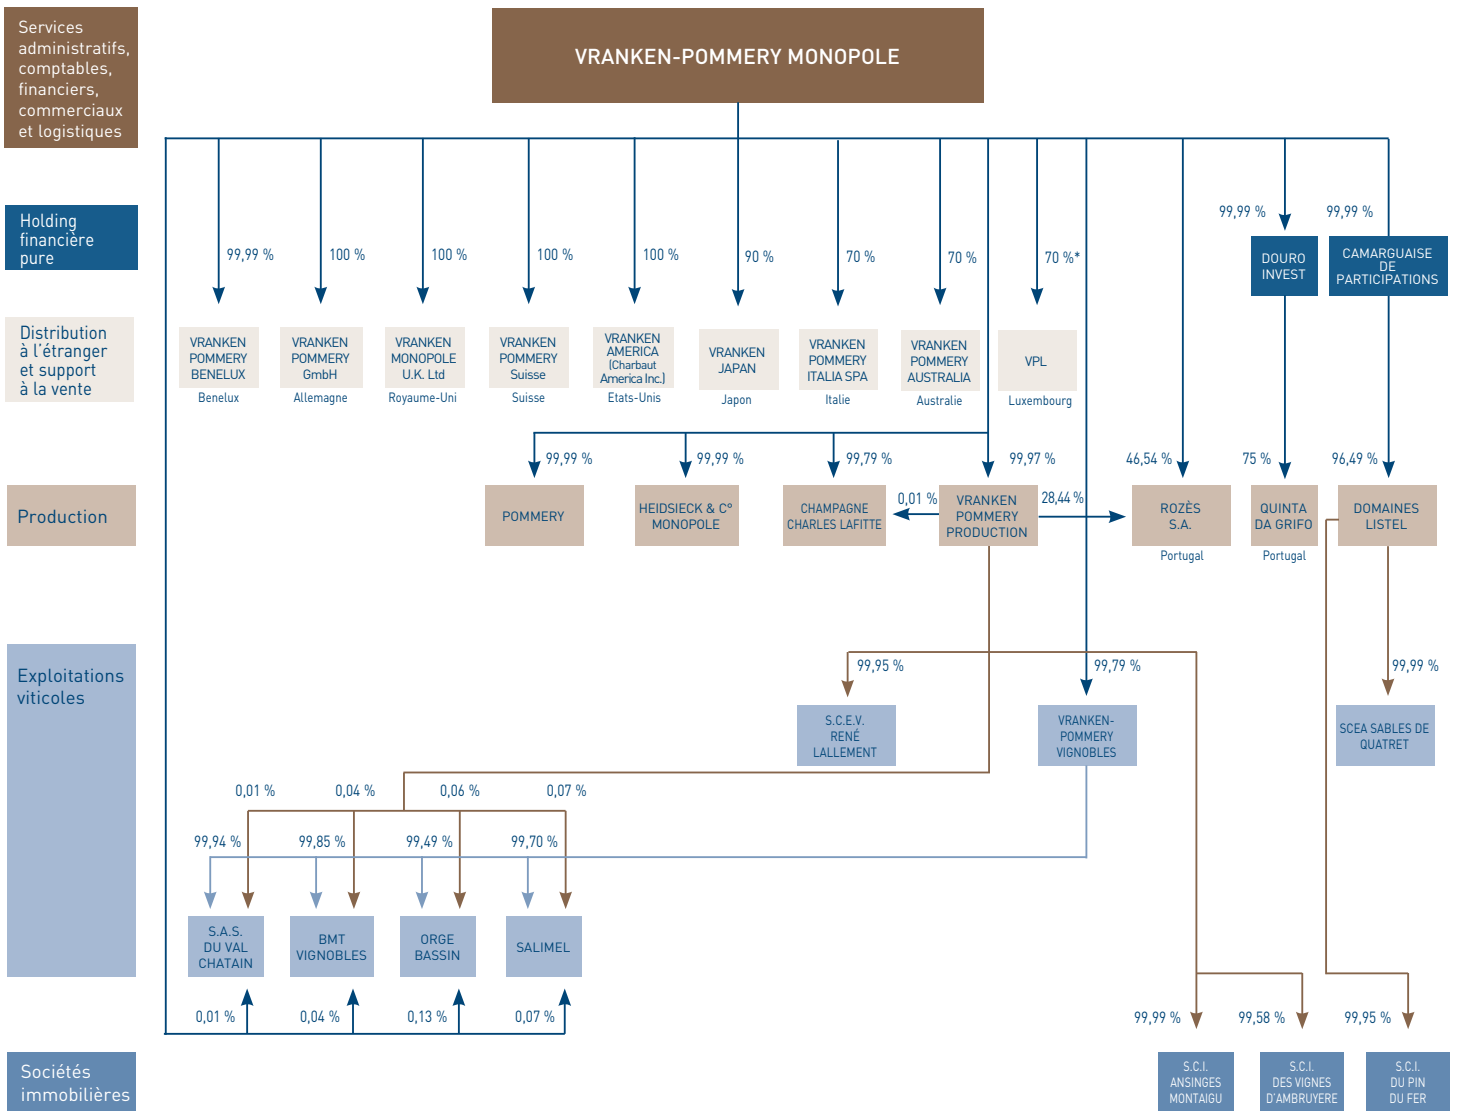 Services
administratifs,
comptables,
financiers,
commerciaux
et logistiques
VRANKEN-POMMERY MONOPOLE
Holding
financière
pure
99,99 %
100 %
100 %
100 %
100 %
90 %
70 %
70 %
70 %*
99,99 %
99,99 %
DOURO
INVEST
CAMARGUAISE
DE
PARTICIPATIONS
Distribution
à l'étranger
et support
à la vente
VRANKEN
POMMERY
BENELUX
Benelux
VRANKEN
POMMERY
GmbH
Allemagne
VRANKEN
MONOPOLE
U.K. Ltd
Royaume-Uni
VRANKEN
POMMERY
Suisse
Suisse
VRANKEN
AMERICA
(Charbaut
America Inc.)
Etats-Unis
VRANKEN
JAPAN
Japon
VRANKEN
POMMERY
ITALIA SPA
Italie
VRANKEN
POMMERY
AUSTRALIA
Australie
VPL
Luxembourg
99,99 %
99,99 %
99,79 %
99,97 %
46,54 %
75 %
96,49 %
Production
POMMERY
HEIDSIECK & C°
MONOPOLE
CHAMPAGNE
CHARLES LAFITTE
0,01 %
VRANKEN
POMMERY
PRODUCTION
28,44 %
ROZÈS
S.A.
Portugal
QUINTA
DA GRIFO
Portugal
DOMAINES
LISTEL
Exploitations
viticoles
99,95 %
99,79 %
99,99 %
S.C.E.V.
RENÉ
LALLEMENT
VRANKEN-
POMMERY
VIGNOBLES
SCEA SABLES DE
QUATRET
0,01 %
0,04 %
0,06 %
0,07 %
99,94 %
99,85 %
99,49 %
99,70 %
S.A.S.
DU VAL
CHATAIN
BMT
VIGNOBLES
ORGE
BASSIN
SALIMEL
0,01 %
0,04 %
0,13 %
0,07 %
99,99 %
99,58 %
99,95 %
Sociétés
immobilières
S.C.I.
ANSINGES
MONTAIGU
S.C.I.
DES VIGNES
D'AMBRUYERE
S.C.I.
DU PIN
DU FER